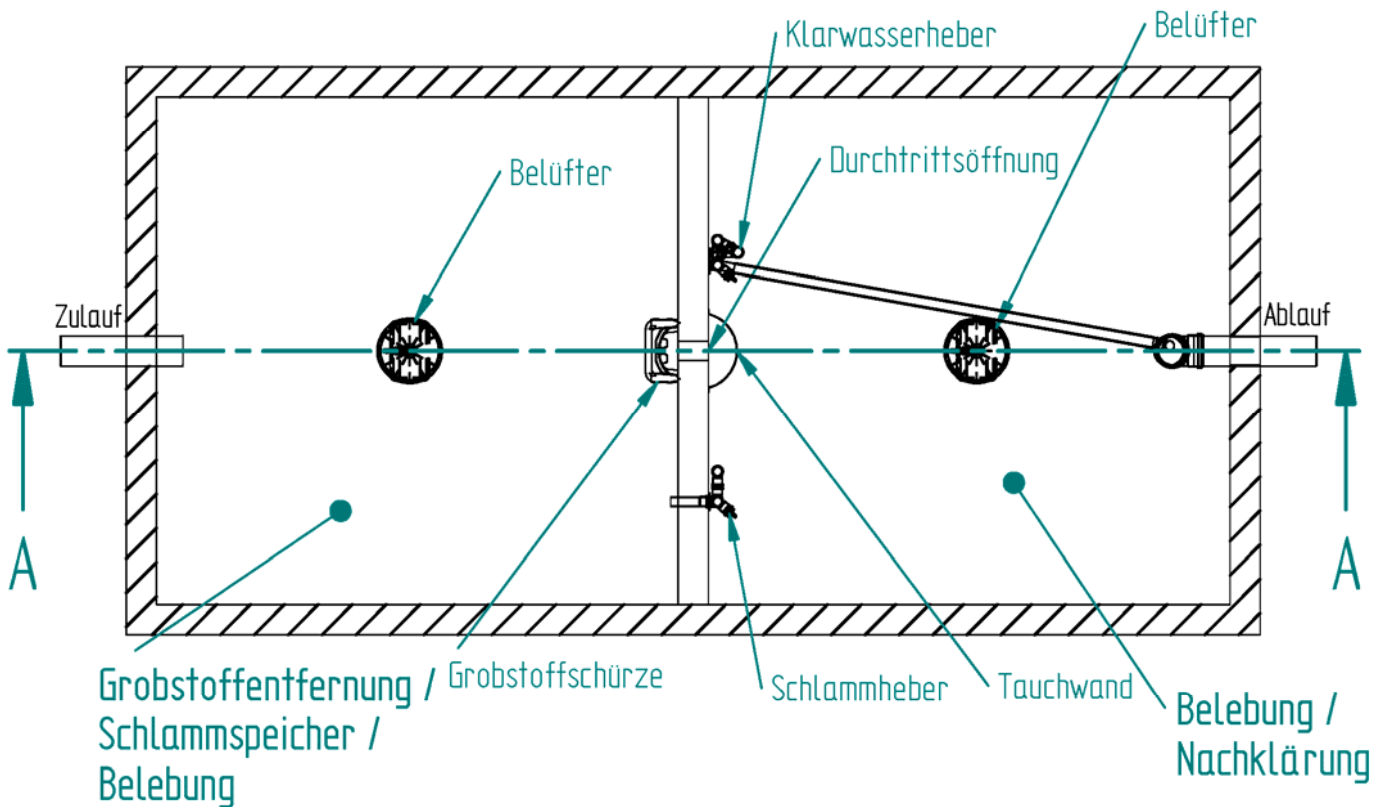 Klarwasserheber
Belüfter
Durchtrittsöffnung
Belüfter
Zulauf
Ablauf
A
A
Grobstoffentfernung /
Schlammspeicher /
Belebung
Grobstoffschürze
Schlammheber
Tauchwand
Belebung /
Nachklärung